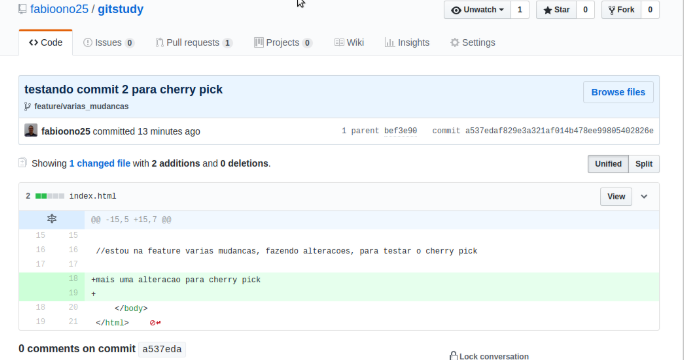 fabioono25 / gitstudy
Unwatch 1 Star 0 Fork 0
Code Issues 0 Pull requests 1 Projects 0 Wiki Insights Settings
testando commit 2 para cherry pick
Browse files
feature/varias_mudancas
fabioono25 committed 13 minutes ago 1 parent bef3e90 commit a537edaf829e3a321af014b478ee99805402826e
Showing 1 changed file with 2 additions and 0 deletions.
Unified Split
2 index.html View
@@ -15,5 +15,7 @@
15 15
16 16 //estou na feature varias mudancas, fazendo alteracoes, para testar o cherry pick
17 17
18 +mais uma alteracao para cherry pick
19 +
18 20 </body>
19 21 </html>
0 comments on commit a537eda
Lock conversation